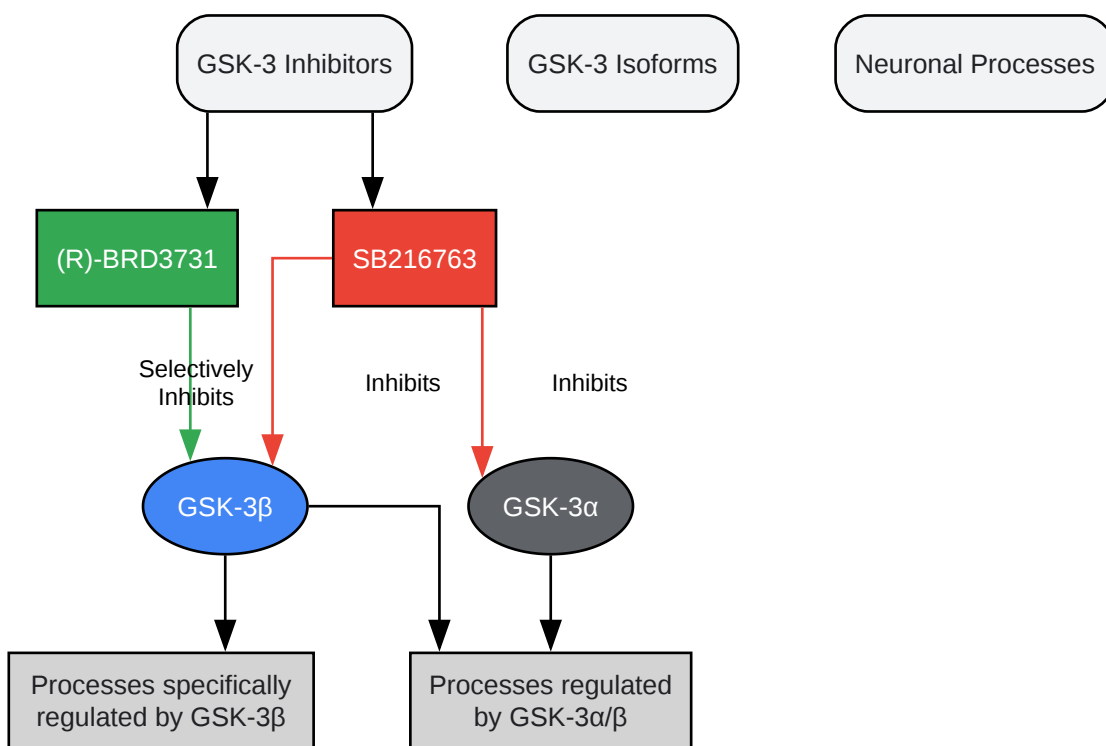 GSK-3 Inhibitors
GSK-3 Isoforms
Neuronal Processes
(R)-BRD3731
SB216763
Selectively
Inhibits
Inhibits
Inhibits
GSK-3β
GSK-3α
Processes specifically
regulated by GSK-3β
Processes regulated
by GSK-3α/β